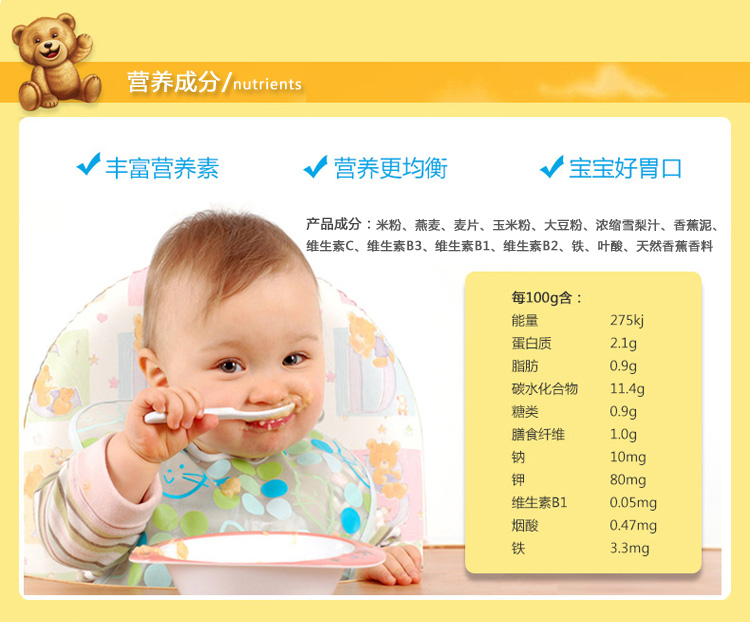 营养成分/nutrients
丰富营养素 营养更均衡 宝宝好胃口
产品成分：米粉、燕麦、麦片、玉米粉、大豆粉、浓缩雪梨汁、香蕉泥、
维生素C、维生素B3、维生素B1、维生素B2、铁、叶酸、天然香蕉香料
每100g含：
能量 275kj
蛋白质 2.1g
脂肪 0.9g
碳水化合物 11.4g
糖类 0.9g
膳食纤维 1.0g
钠 10mg
钾 80mg
维生素B1 0.05mg
烟酸 0.47mg
铁 3.3mg